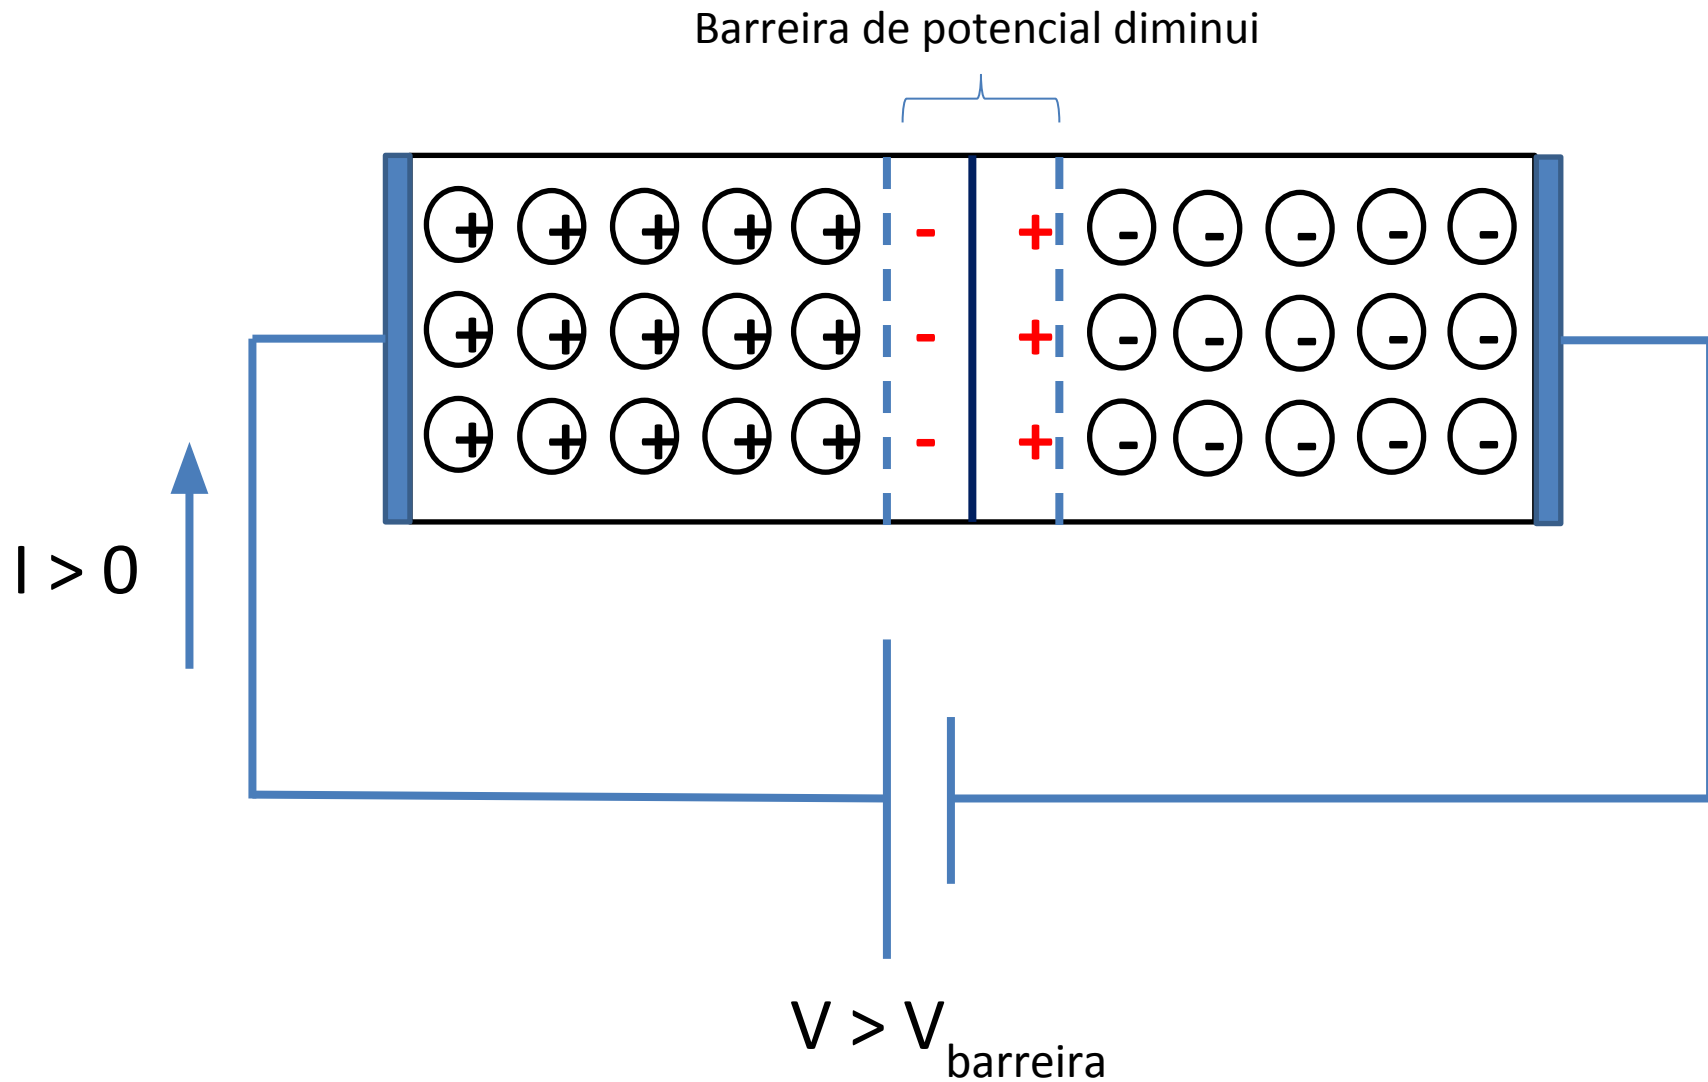 Barreira de potencial diminui
+ + + + + - + - - - - -
+ + + + + - + - - - - -
+ + + + + - + - - - - -
I > 0
V > Vbarreira